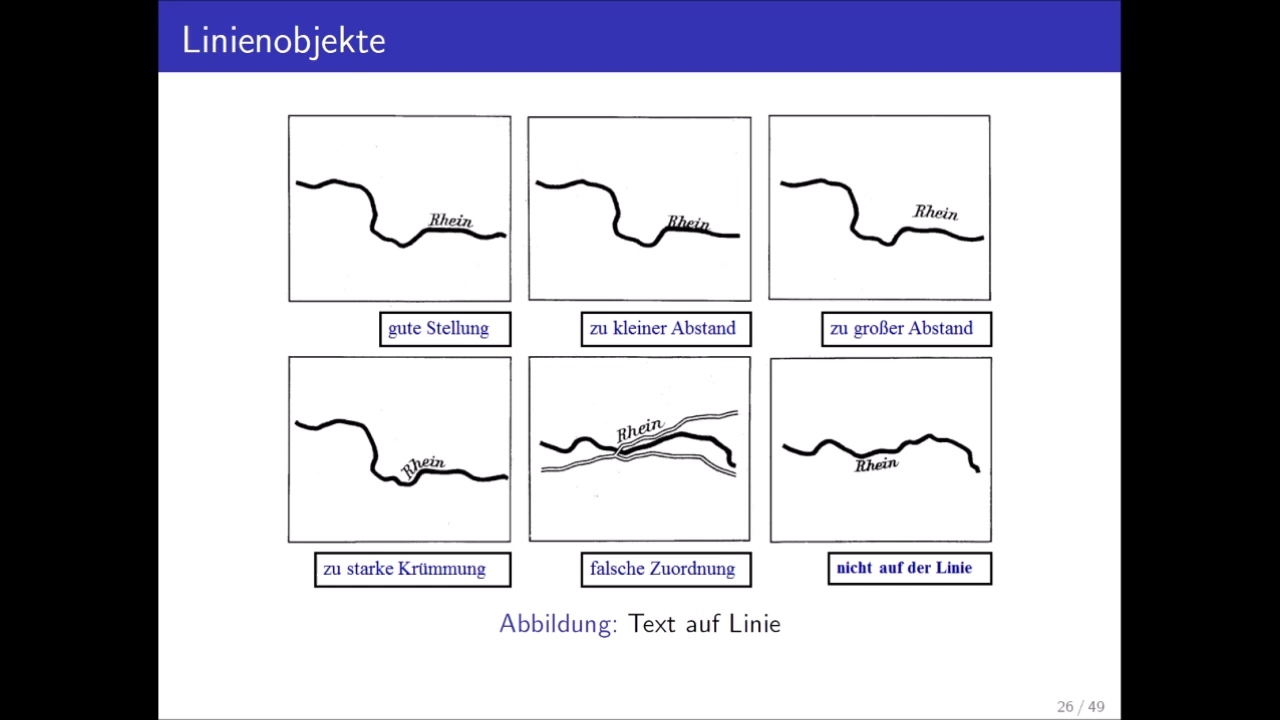 Linienobjekte
Rhein
Rhein
Rhein
gute Stellung
zu kleiner Abstand
zu großer Abstand
Rhein
Rhein
Rhein
zu starke Krümmung
falsche Zuordnung
nicht auf der Linie
Abbildung: Text auf Linie
26 / 49